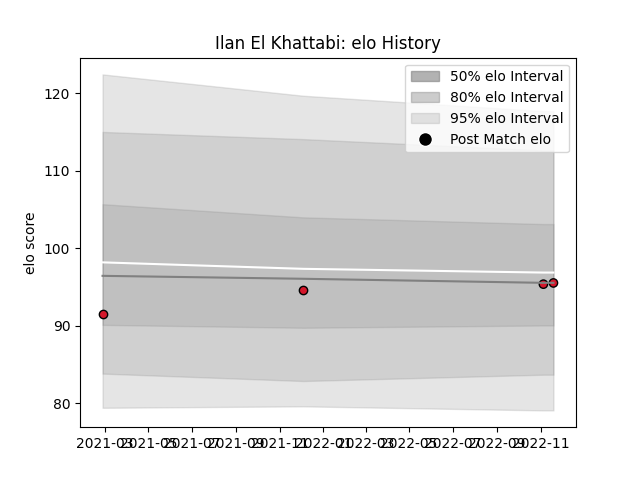 Ilan El Khattabi: elo History
50% elo Interval
80% elo Interval
95% elo Interval
Post Match elo
elo score
120
110
100
90
80
2021-03 2021-05 2021-07 2021-09 2021-11 2022-01 2022-03 2022-05 2022-07 2022-09 2022-11